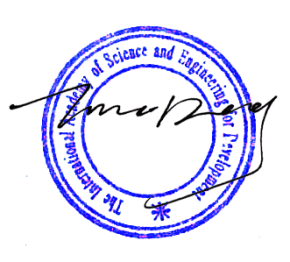 The International Academy of Science and Engineering for Development